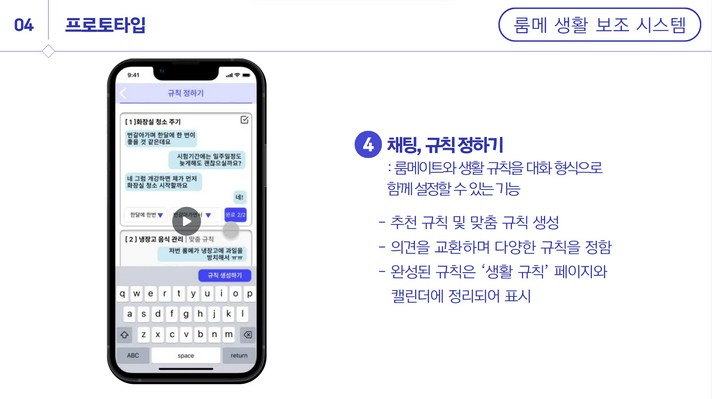 04
프로토타입
룸메 생활 보조 시스템
9:41
규칙 정하기
[ 1 ] 화장실 청소 주기
번갈아가며 한달에 한 번이
좋을 것 같은데요
시험기간에는 일주일정도
늦게해도 괜찮으실까요?
네 그럼 개강하면 제가 먼저
화장실 청소 시작할까요
네!
한달에 한번
완료 2/2
[ 2 ] 냉장고 음식 관리 | 맞춤 규칙
저번 룸메가 냉장고에 과일을
방치해서 ㅠㅠ
규칙 생성하기
q w e r t y u i o p
a s d f g h j k l
z x c v b n m
ABC space return
4 채팅, 규칙 정하기
: 룸메이트와 생활 규칙을 대화 형식으로
함께 설정할 수 있는 기능
- 추천 규칙 및 맞춤 규칙 생성
- 의견을 교환하며 다양한 규칙을 정함
- 완성된 규칙은 ‘생활 규칙’ 페이지와
캘린더에 정리되어 표시